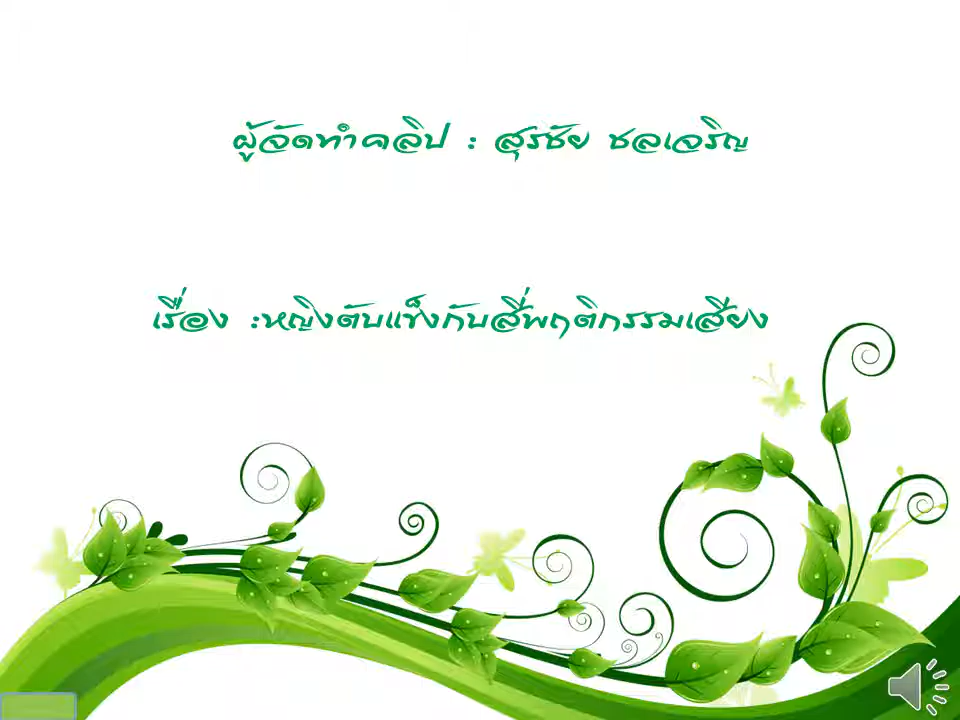 ผู้จัดทำคลิป : สุรชัย ชลเจริญ
เรื่อง :หญิงตับแข็งกับสี่พฤติกรรมเสี่ยง